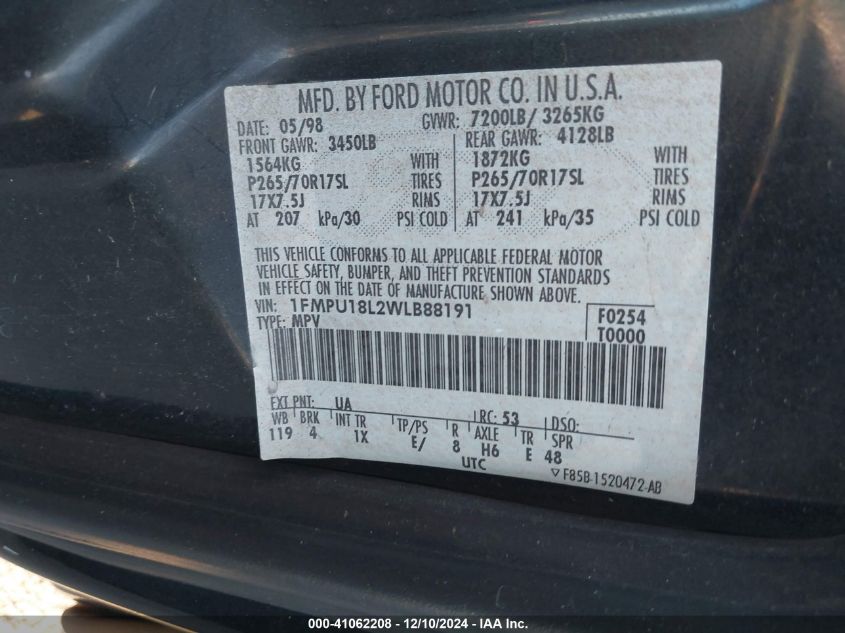 MFD. BY FORD MOTOR CO. IN U.S.A.
DATE: 05/98 GVWR: 7200LB/ 3265KG
FRONT GAWR: 3450LB REAR GAWR: 4128LB
1564KG WITH 1872KG WITH
P265/70R17SL TIRES P265/70R17SL TIRES
17X7.5J RIMS 17X7.5J RIMS
AT 207 kPa/30 PSI COLD AT 241 kPa/35 PSI COLD
THIS VEHICLE CONFORMS TO ALL APPLICABLE FEDERAL MOTOR
VEHICLE SAFETY, BUMPER, AND THEFT PREVENTION STANDARDS
IN EFFECT ON THE DATE OF MANUFACTURE SHOWN ABOVE.
VIN: 1FMPU18L2WLB88191 F0254
TYPE: MPV T0000
EXT PNT: UA RC: 53 DSO:
WB BRK INT TR TP/PS R AXLE TR SPR
119 4 1X E/ 8 H6 E 48
UTC
F85B-1520472-AB
000-41062208 - 12/10/2024 - IAA Inc.